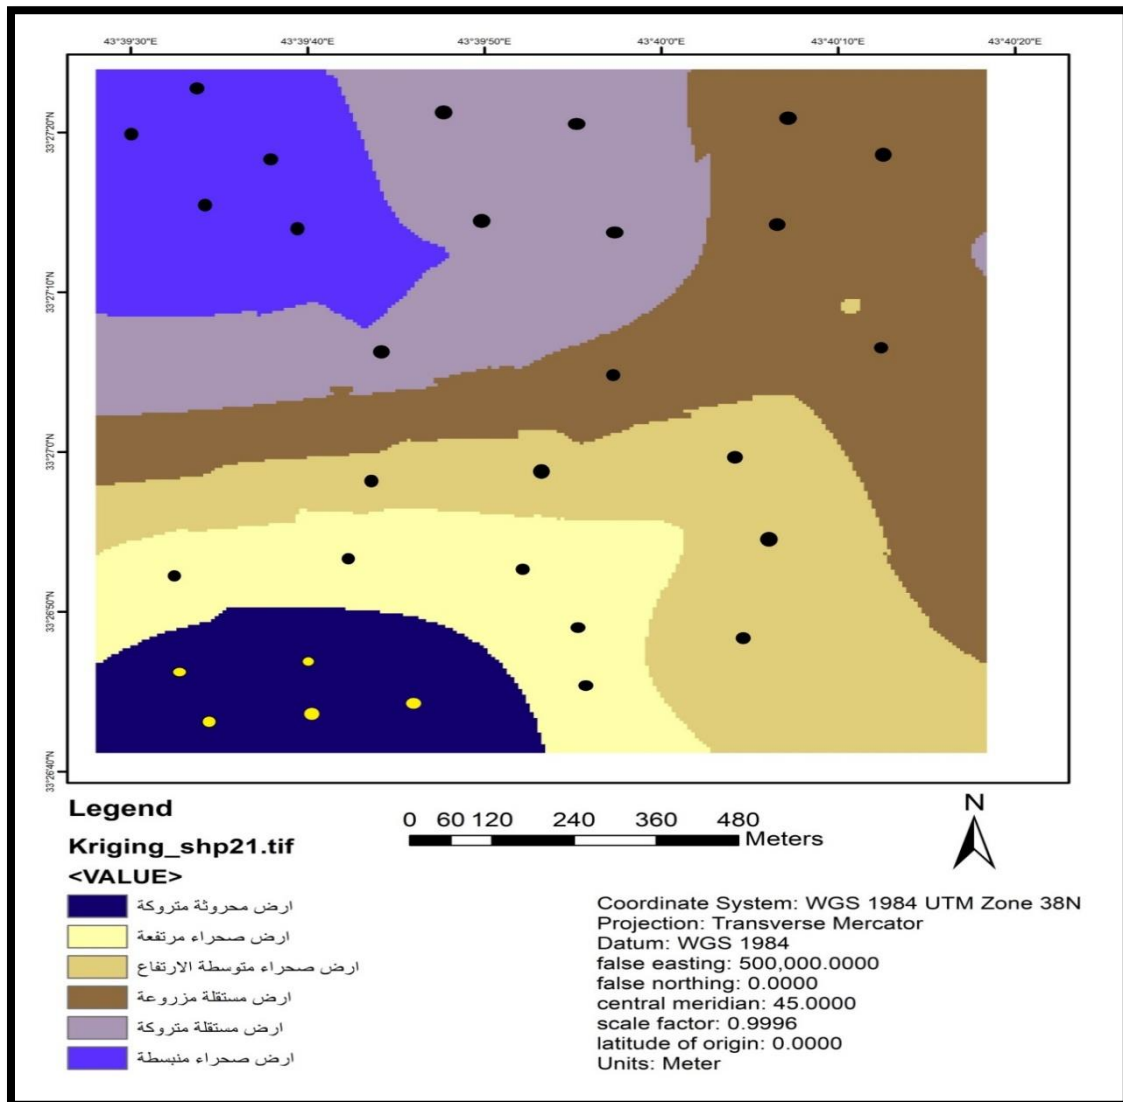 43°39'30"E 43°39'40"E 43°39'50"E 43°40'0"E 43°40'10"E 43°40'20"E
33°27'20"N
33°27'10"N
33°27'0"N
33°26'50"N
33°26'40"N
Legend
Kriging_shp21.tif
<VALUE>
ارض محروثة متروكة
ارض صحراء مرتفعة
ارض صحراء متوسطة الارتفاع
ارض مستقلة مزروعة
ارض مستقلة متروكة
ارض صحراء منبسطة
0 60 120 240 360 480
Meters
N
Coordinate System: WGS 1984 UTM Zone 38N
Projection: Transverse Mercator
Datum: WGS 1984
false easting: 500,000.0000
false northing: 0.0000
central meridian: 45.0000
scale factor: 0.9996
latitude of origin: 0.0000
Units: Meter